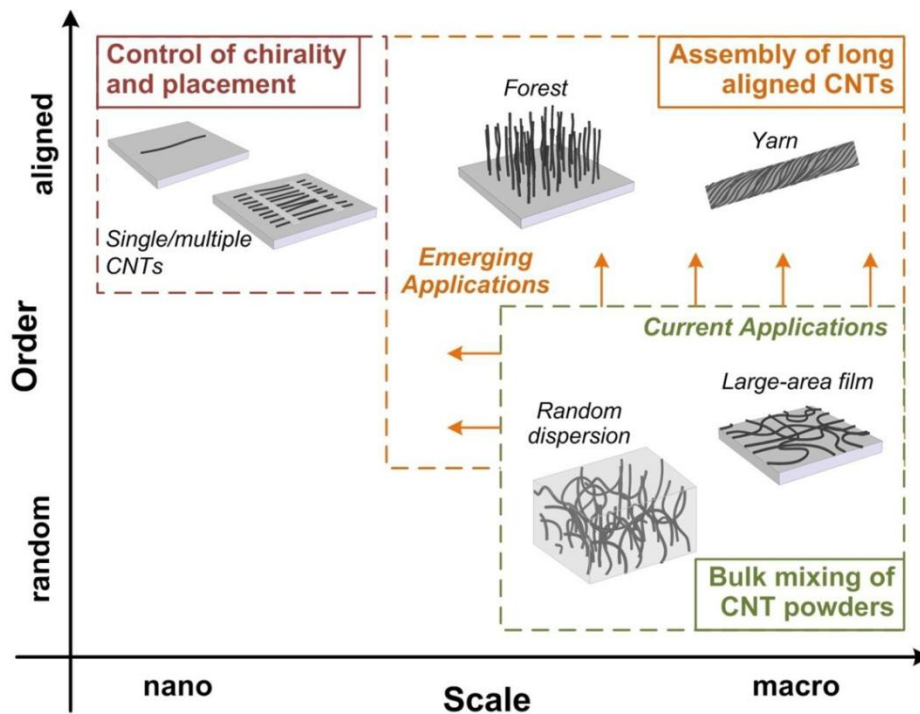 Control of chirality
and placement
Single/multiple
CNTs
Assembly of long
aligned CNTs
Forest
Yarn
Emerging
Applications
Current Applications
Random
dispersion
Large-area film
Bulk mixing of
CNT powders
aligned
Order
random
nano
Scale
macro